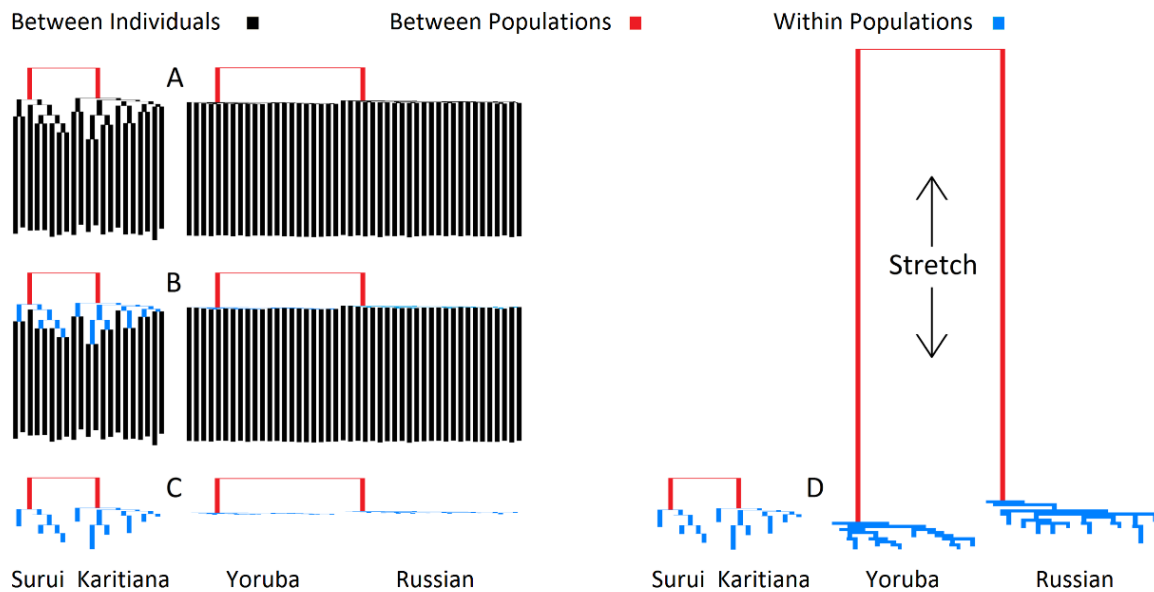 Between Individuals
Between Populations
Within Populations
A
B
Stretch
C
D
Surui Karitiana Yoruba Russian
Surui Karitiana Yoruba Russian